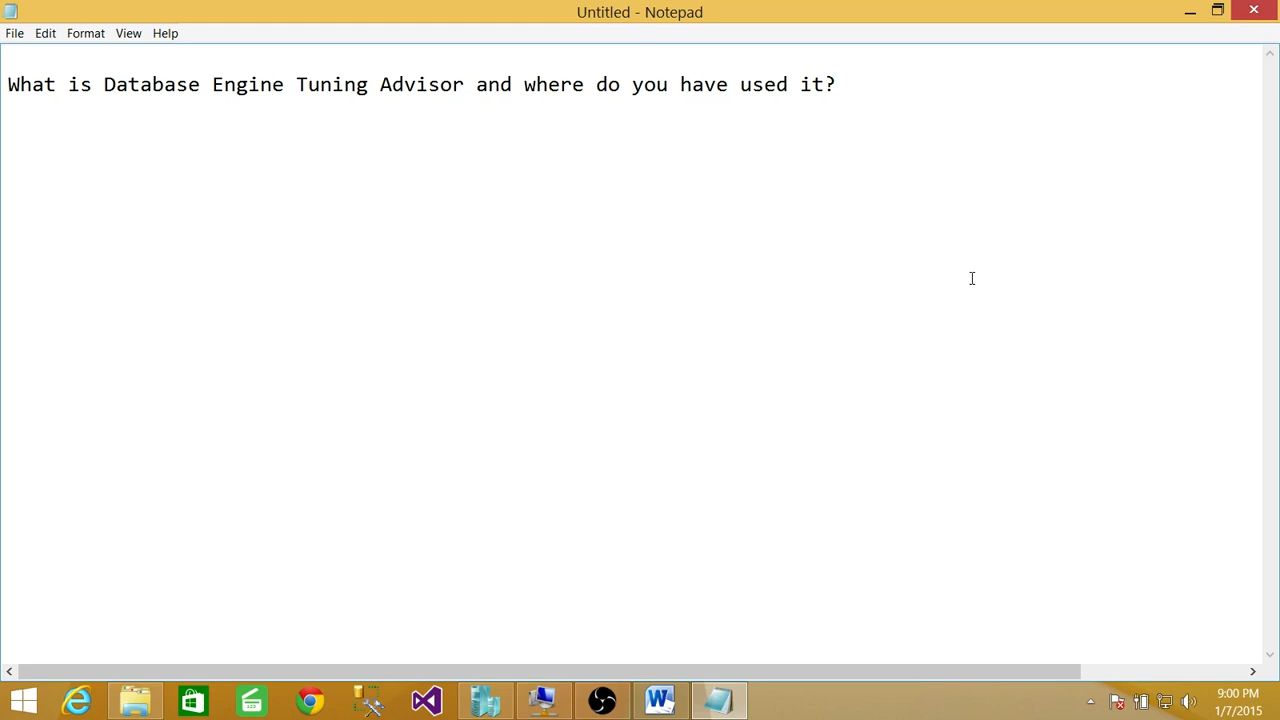 Untitled - Notepad
File Edit Format View Help
What is Database Engine Tuning Advisor and where do you have used it?
9:00 PM
1/7/2015